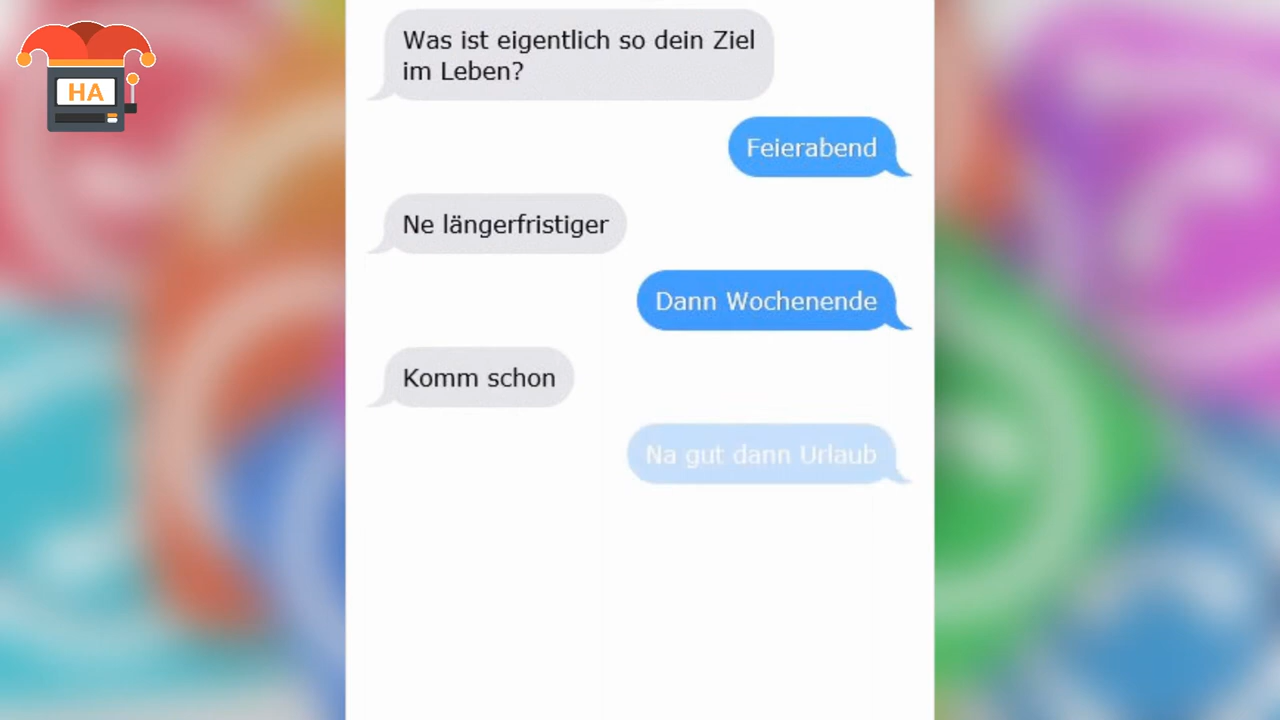 HA
Was ist eigentlich so dein Ziel
im Leben?
Feierabend
Ne längerfristiger
Dann Wochenende
Komm schon
Na gut dann Urlaub